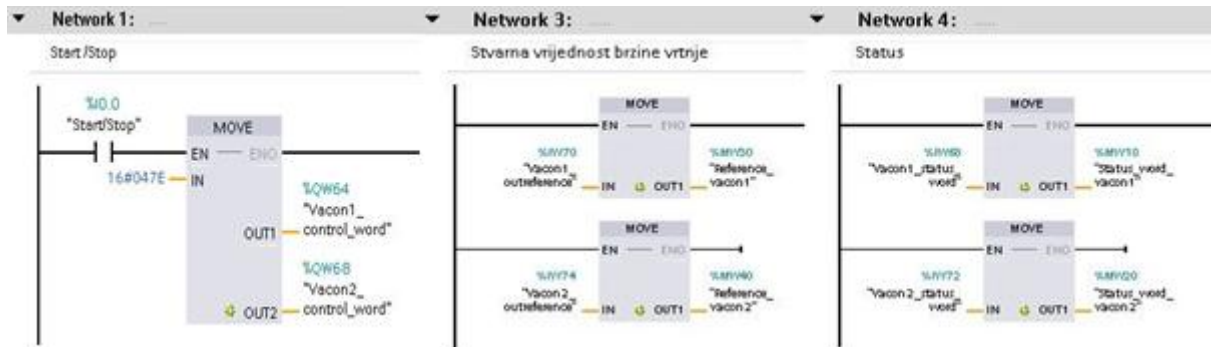 Network 1:
Start/Stop
%I0.0
"Start/Stop"
MOVE
EN ENO
16#047E IN
%QW64
"Vacon1_
OUT1 control_word"
%QW68
"Vacon2_
OUT2 control_word"
Network 3:
Stvarna vrijednost brzine vrtnje
MOVE
EN ENO
%IW70 %MW30
"Vacon1_ "Reference_
outreference" IN OUT1 vacon1"
MOVE
EN ENO
%IW74 %MW40
"Vacon2_ "Reference_
outreference" IN OUT1 vacon2"
Network 4:
Status
MOVE
EN ENO
%MW10
"Vacon1_status_ "Status_word_
word" IN OUT1 vacon1"
MOVE
EN ENO
%IW72 %MW20
"Vacon2_status_ "Status_word_
word" IN OUT1 vacon2"